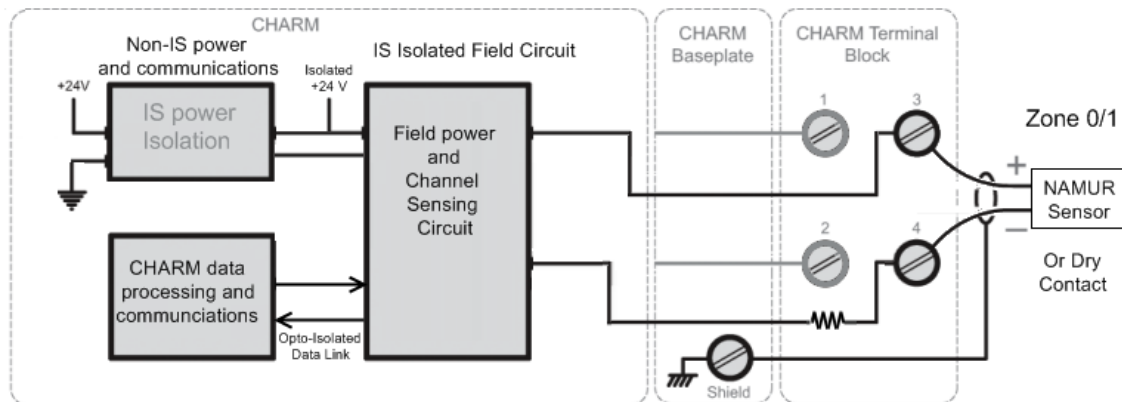 CHARM
Non-IS power
and communications
+24V
Isolated
+24 V
IS power
Isolation
IS Isolated Field Circuit
Field power
and
Channel
Sensing
Circuit
CHARM data
processing and
communciations
Opto-Isolated
Data Link
CHARM
Baseplate
Shield
CHARM Terminal
Block
1
3
2
4
Zone 0/1
+
NAMUR
Sensor
−
Or Dry
Contact